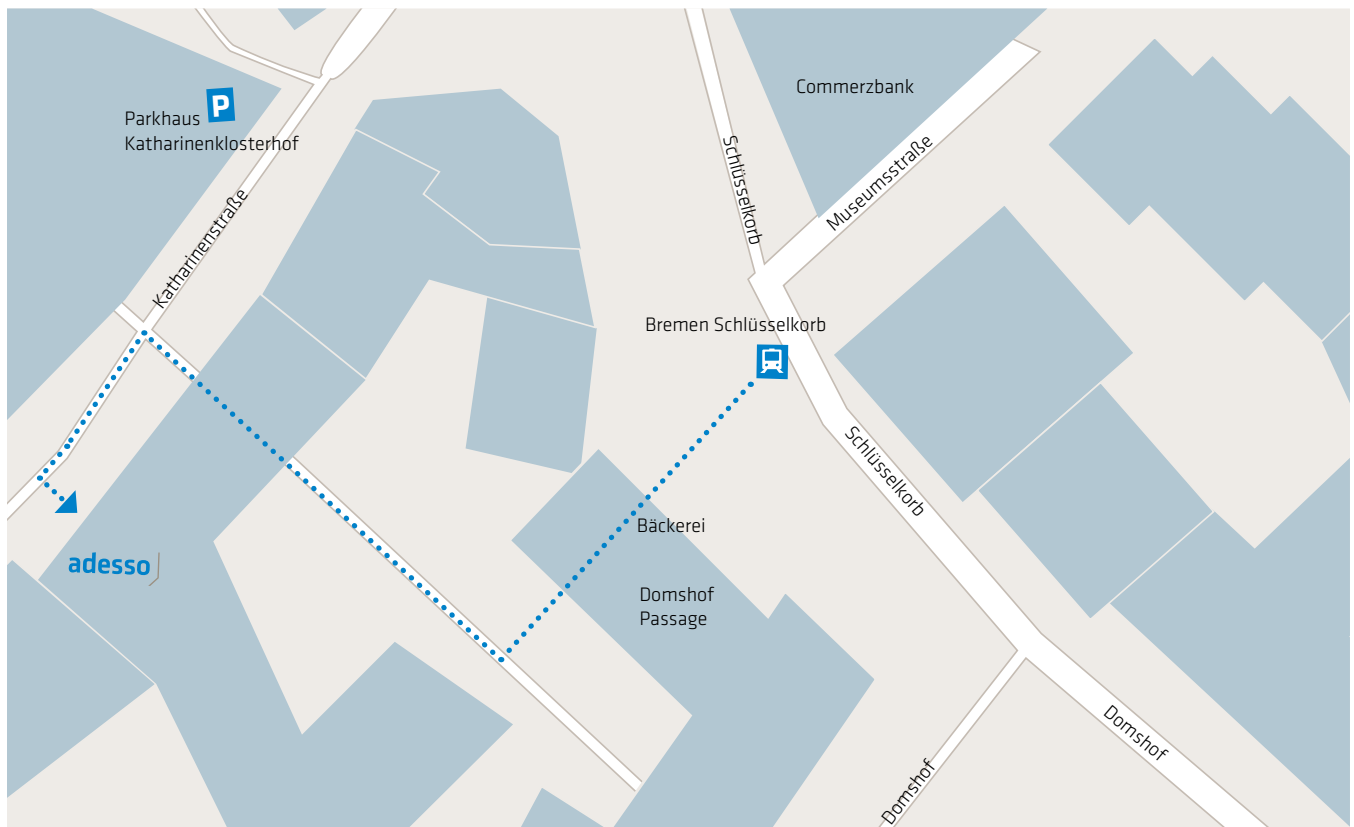 Commerzbank
P
Parkhaus
Katharinenklosterhof
Schlüsselkorb
Museumsstraße
Katharinenstraße
Bremen Schlüsselkorb
Schlüsselkorb
Bäckerei
adesso
Domshof
Passage
Domshof
Domshof